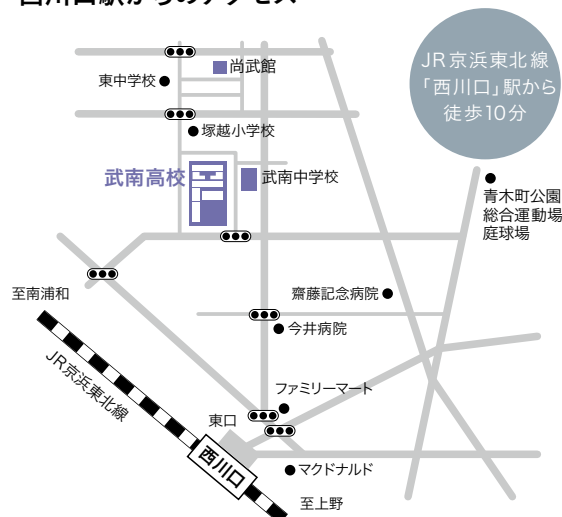 西川口駅からのアクセス
JR京浜東北線
「西川口」駅から
徒歩10分
尚武館
東中学校
塚越小学校
武南高校
武南中学校
青木町公園
総合運動場
庭球場
至南浦和
齋藤記念病院
今井病院
JR京浜東北線
ファミリーマート
東口
西川口
マクドナルド
至上野